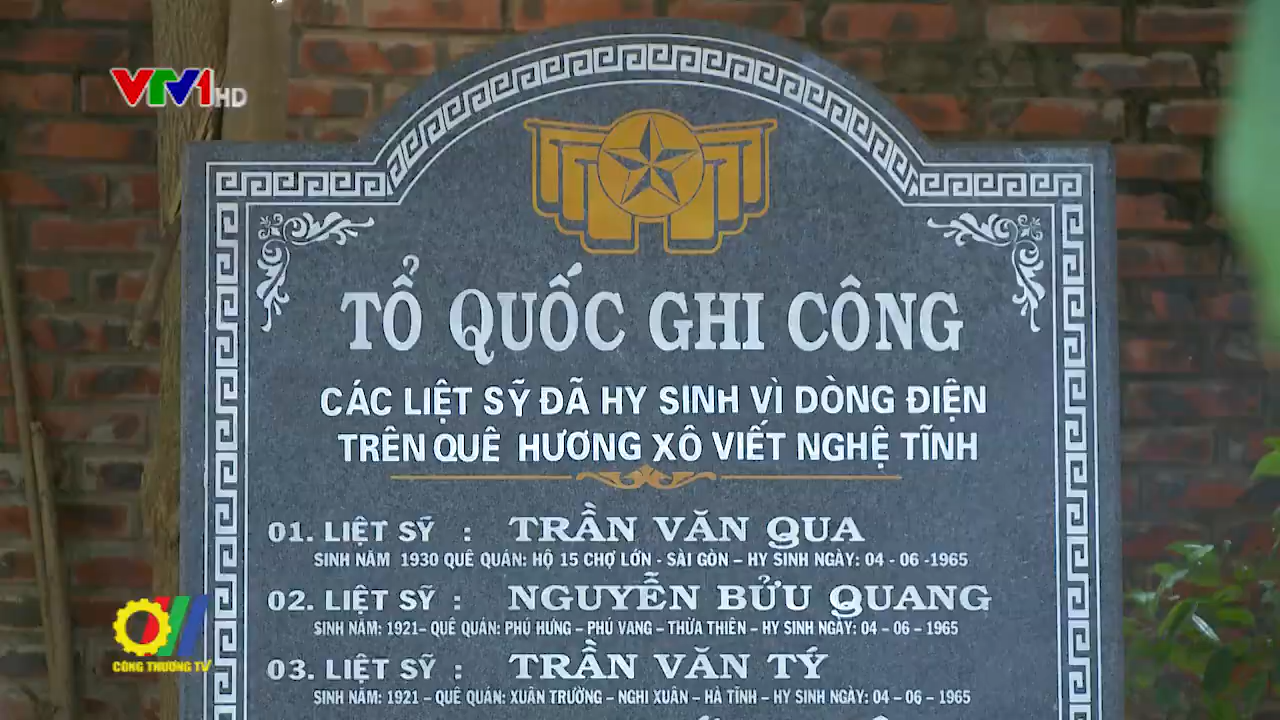 VTV1 HD
TỔ QUỐC GHI CÔNG
CÁC LIỆT SỸ ĐÃ HY SINH VÌ DÒNG ĐIỆN
TRÊN QUÊ HƯƠNG XÔ VIẾT NGHỆ TĨNH
01. LIỆT SỸ : TRẦN VĂN QUA
SINH NĂM 1930 QUÊ QUÁN: HỘ 15 CHỢ LỚN - SÀI GÒN – HY SINH NGÀY: 04 - 06 -1965
02. LIỆT SỸ : NGUYỄN BỬU QUANG
SINH NĂM: 1921– QUÊ QUÁN: PHÚ HƯNG – PHÚ VANG – THỪA THIÊN – HY SINH NGÀY: 04 – 06 – 1965
03. LIỆT SỸ : TRẦN VĂN TÝ
SINH NĂM: 1921 – QUÊ QUÁN: XUÂN TRƯỜNG – NGHI XUÂN – HÀ TĨNH – HY SINH NGÀY: 04 – 06 – 1965
CÔNG THƯƠNG TV